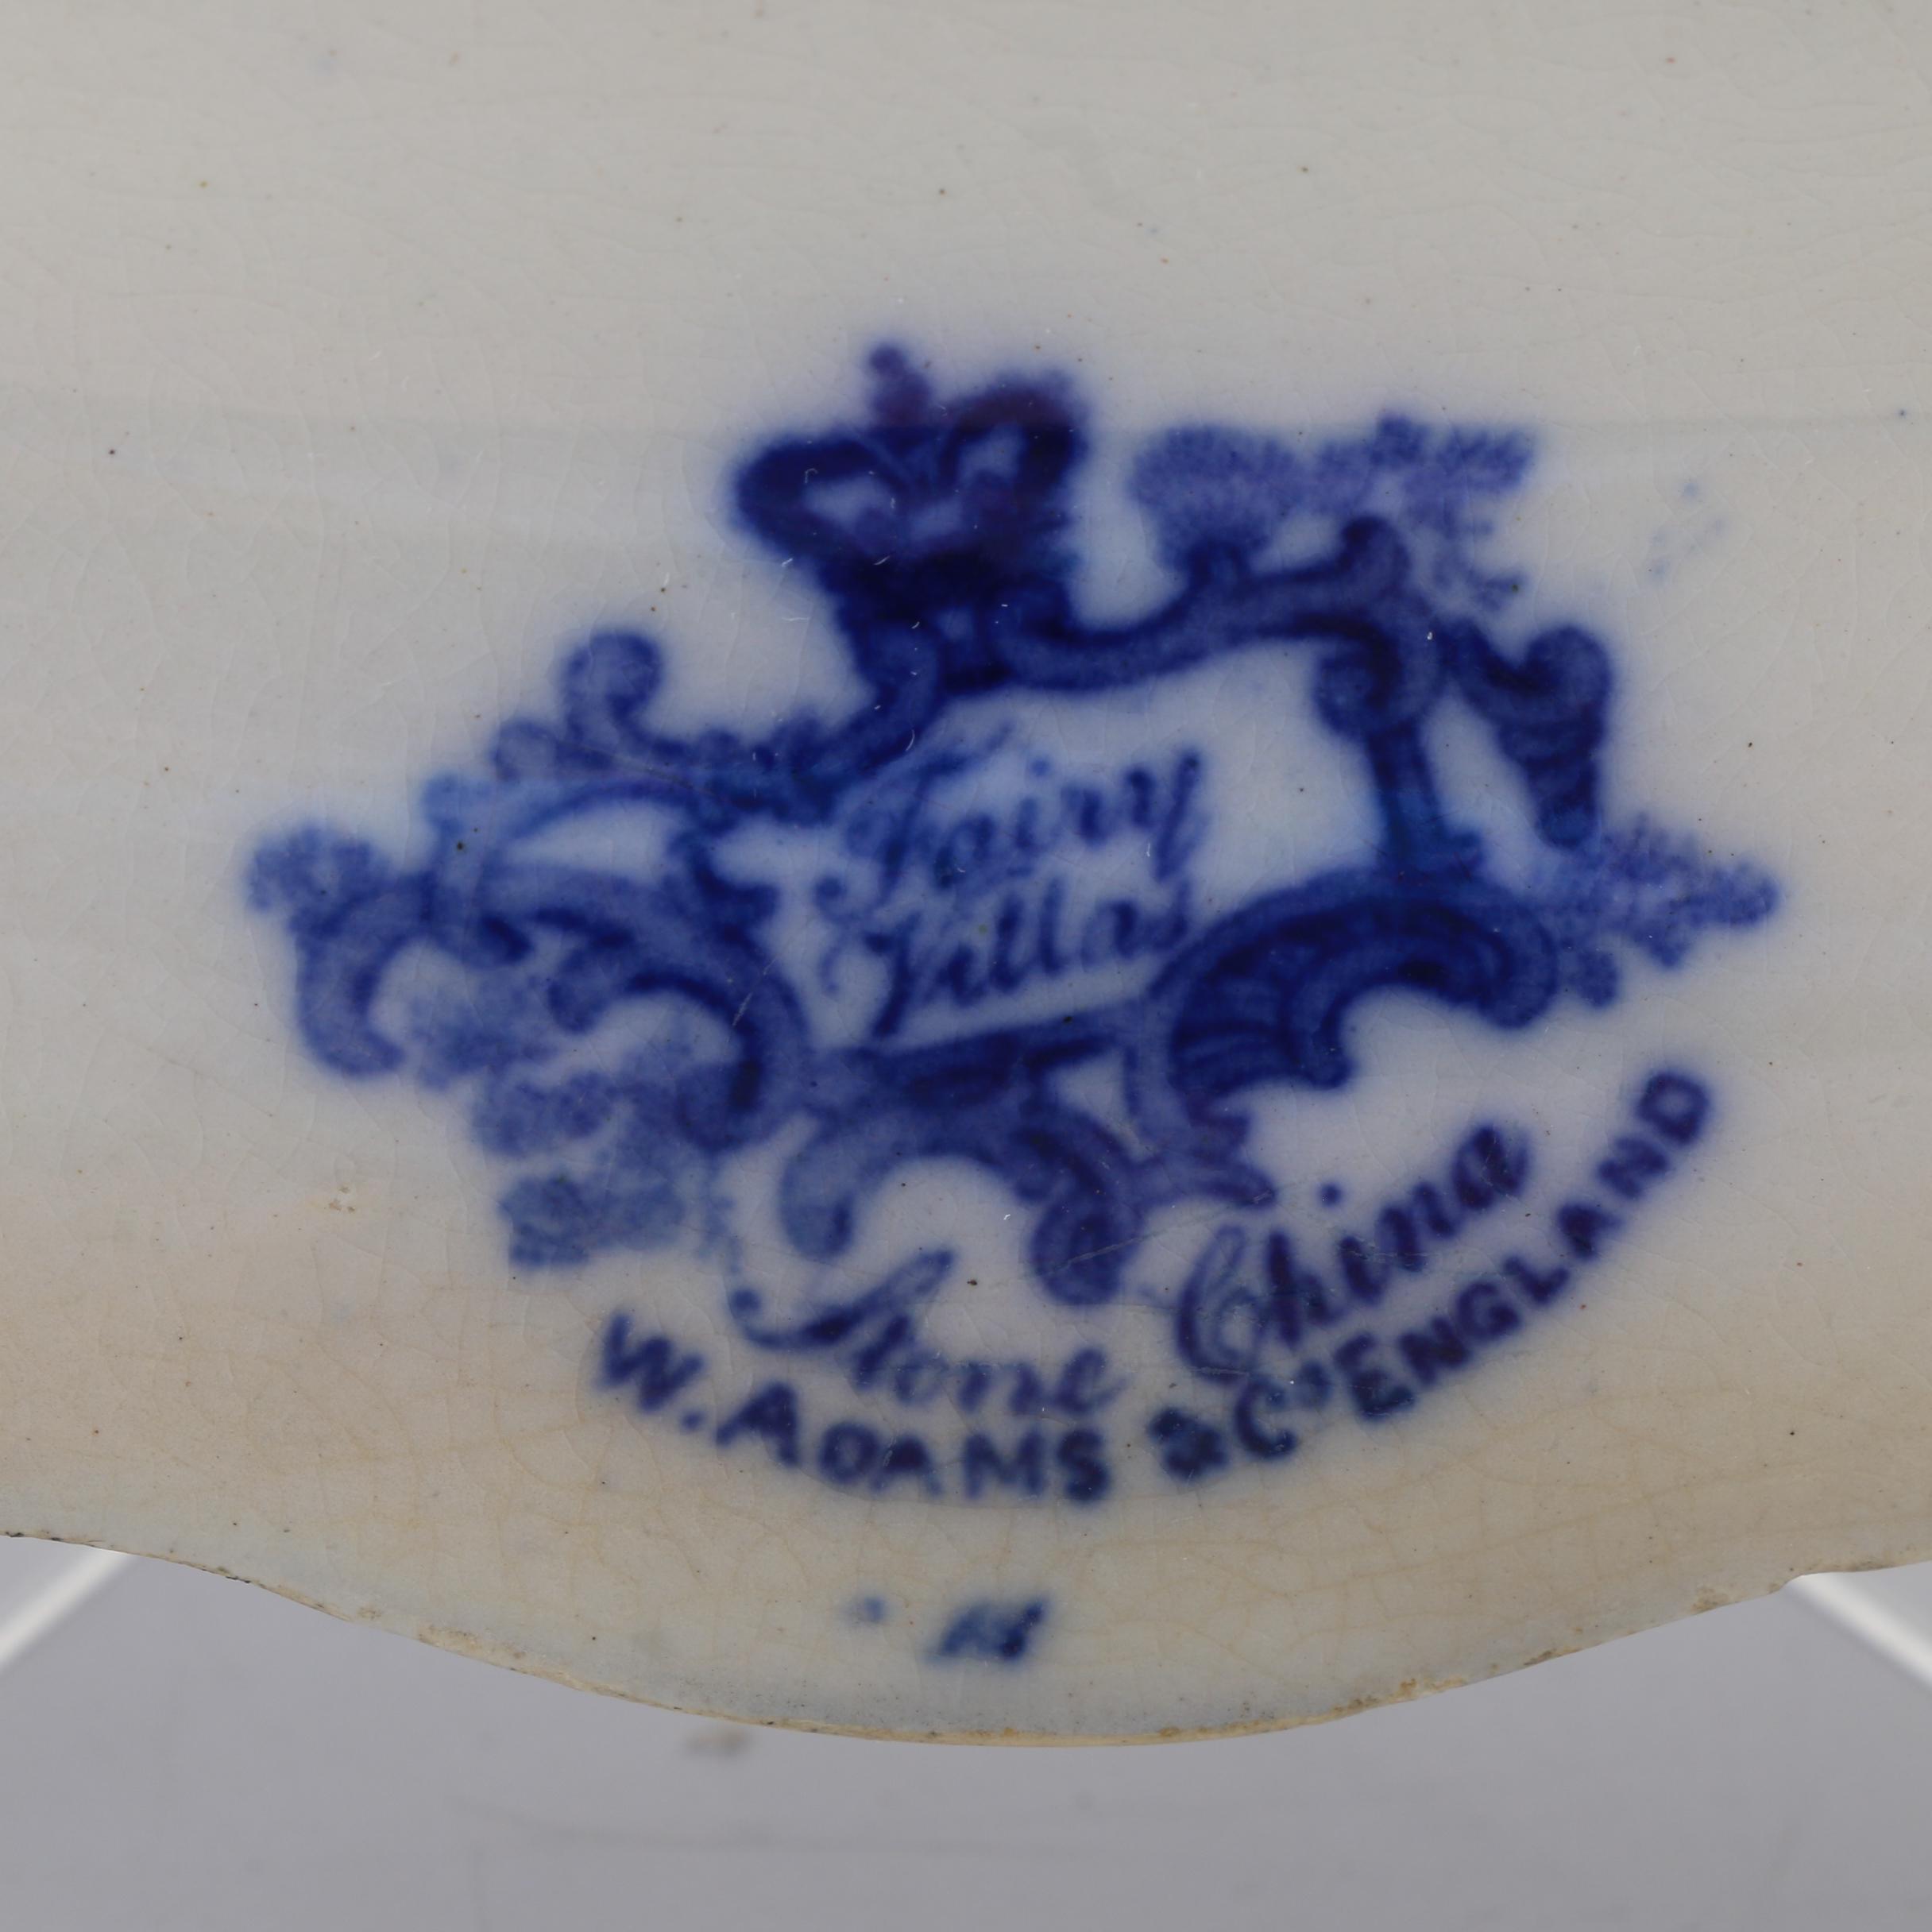 Fairy
Villas
Stone China
W. ADAMS & Co ENGLAND